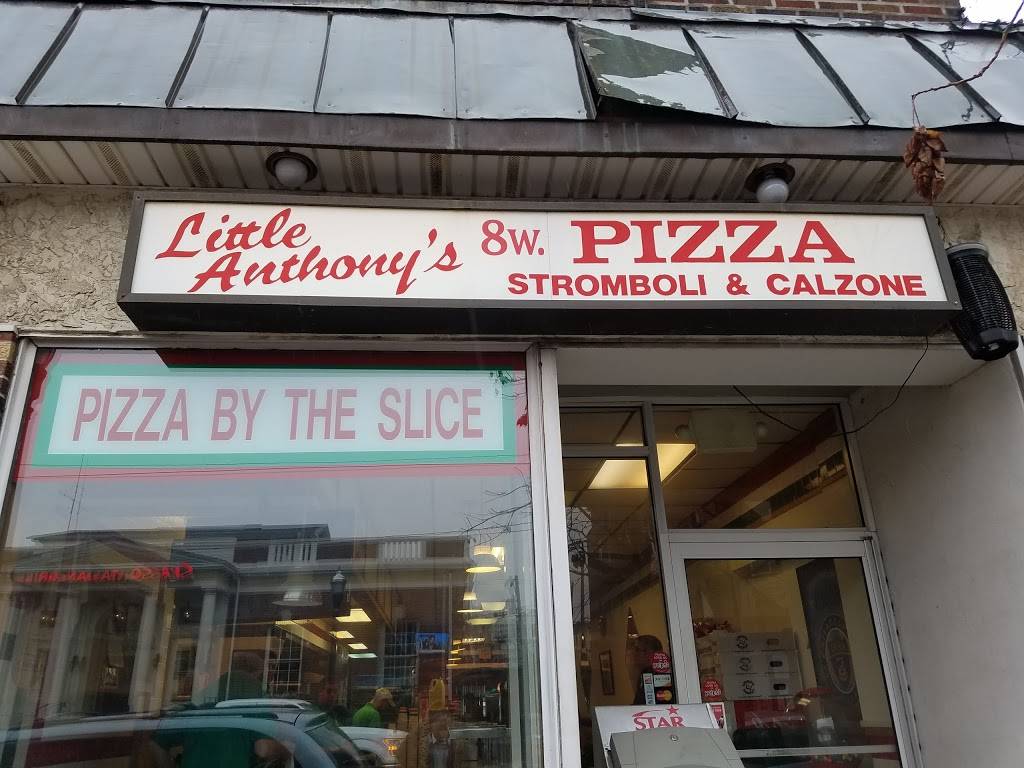 Little
Anthony's
8W.
PIZZA
STROMBOLI & CALZONE
PIZZA BY THE SLICE
STAR